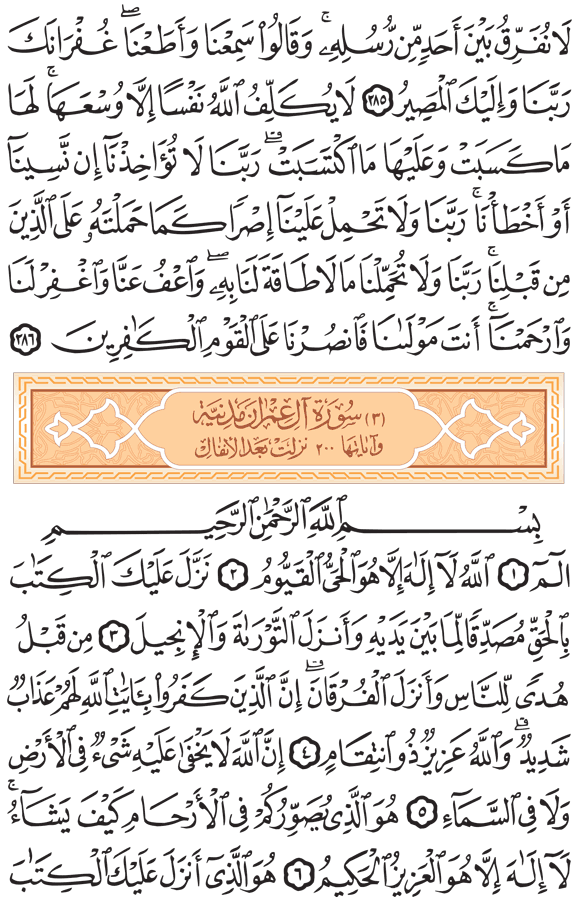 لَا نُفَرِّقُ بَيْنَ أَحَدٍ مِّن رُّسُلِهِۦۚ وَقَالُواْ سَمِعْنَا وَأَطَعْنَاۖ غُفْرَانَكَ
رَبَّنَا وَإِلَيْكَ ٱلْمَصِيرُ ٢٨٥ لَا يُكَلِّفُ ٱللَّهُ نَفْسًا إِلَّا وُسْعَهَاۚ لَهَا
مَا كَسَبَتْ وَعَلَيْهَا مَا ٱكْتَسَبَتْۗ رَبَّنَا لَا تُؤَاخِذْنَآ إِن نَّسِينَآ
أَوْ أَخْطَأْنَاۚ رَبَّنَا وَلَا تَحْمِلْ عَلَيْنَآ إِصْرًا كَمَا حَمَلْتَهُۥ عَلَى ٱلَّذِينَ
مِن قَبْلِنَاۚ رَبَّنَا وَلَا تُحَمِّلْنَا مَا لَا طَاقَةَ لَنَا بِهِۦۖ وَٱعْفُ عَنَّا وَٱغْفِرْ لَنَا
وَٱرْحَمْنَآۚ أَنتَ مَوْلَىٰنَا فَٱنصُرْنَا عَلَى ٱلْقَوْمِ ٱلْكَٰفِرِينَ ٢٨٦
(٣) سُورَةُ آلِ عِمْرَانَ مَدَنِيَّة
وَآيَاتُهَا ٢٠٠ نَزَلَتْ بَعْدَ الْأَنْفَالِ
بِسْمِ ٱللَّهِ ٱلرَّحْمَٰنِ ٱلرَّحِيمِ
الٓمٓ ١ ٱللَّهُ لَآ إِلَٰهَ إِلَّا هُوَ ٱلْحَىُّ ٱلْقَيُّومُ ٢ نَزَّلَ عَلَيْكَ ٱلْكِتَٰبَ
بِٱلْحَقِّ مُصَدِّقًا لِّمَا بَيْنَ يَدَيْهِ وَأَنزَلَ ٱلتَّوْرَىٰةَ وَٱلْإِنجِيلَ ٣ مِن قَبْلُ
هُدًى لِّلنَّاسِ وَأَنزَلَ ٱلْفُرْقَانَۗ إِنَّ ٱلَّذِينَ كَفَرُواْ بِـَٔايَٰتِ ٱللَّهِ لَهُمْ عَذَابٌ
شَدِيدٌۗ وَٱللَّهُ عَزِيزٌ ذُو ٱنتِقَامٍ ٤ إِنَّ ٱللَّهَ لَا يَخْفَىٰ عَلَيْهِ شَىْءٌ فِى ٱلْأَرْضِ
وَلَا فِى ٱلسَّمَآءِ ٥ هُوَ ٱلَّذِى يُصَوِّرُكُمْ فِى ٱلْأَرْحَامِ كَيْفَ يَشَآءُۚ
لَآ إِلَٰهَ إِلَّا هُوَ ٱلْعَزِيزُ ٱلْحَكِيمُ ٦ هُوَ ٱلَّذِىٓ أَنزَلَ عَلَيْكَ ٱلْكِتَٰبَ